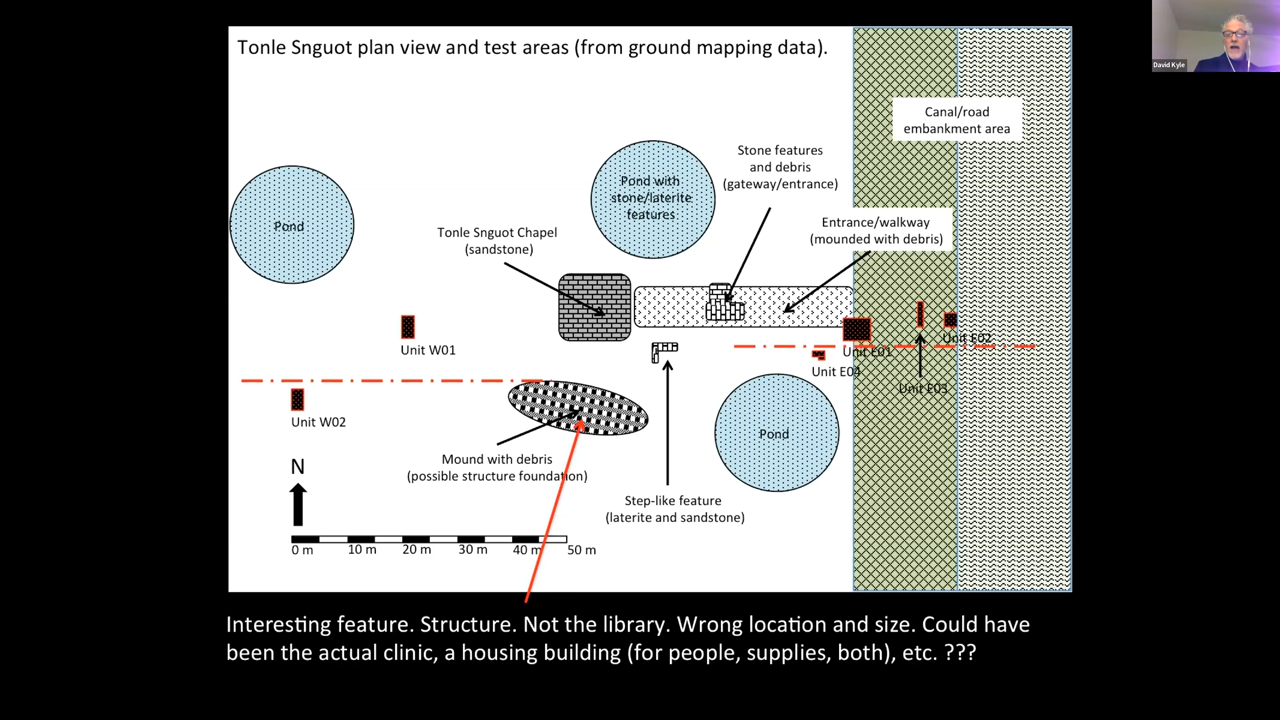 Tonle Snguot plan view and test areas (from ground mapping data).
David Kyle
Canal/road
embankment area
Stone features
and debris
(gateway/entrance)
Pond with
stone/laterite
features
Pond
Tonle Snguot Chapel
(sandstone)
Entrance/walkway
(mounded with debris)
Unit W01
Unit E01
Unit E02
Unit E04
Unit E03
Unit W02
Pond
Mound with debris
(possible structure foundation)
N
Step-like feature
(laterite and sandstone)
0 m 10 m 20 m 30 m 40 m 50 m
Interesting feature. Structure. Not the library. Wrong location and size. Could have
been the actual clinic, a housing building (for people, supplies, both), etc. ???